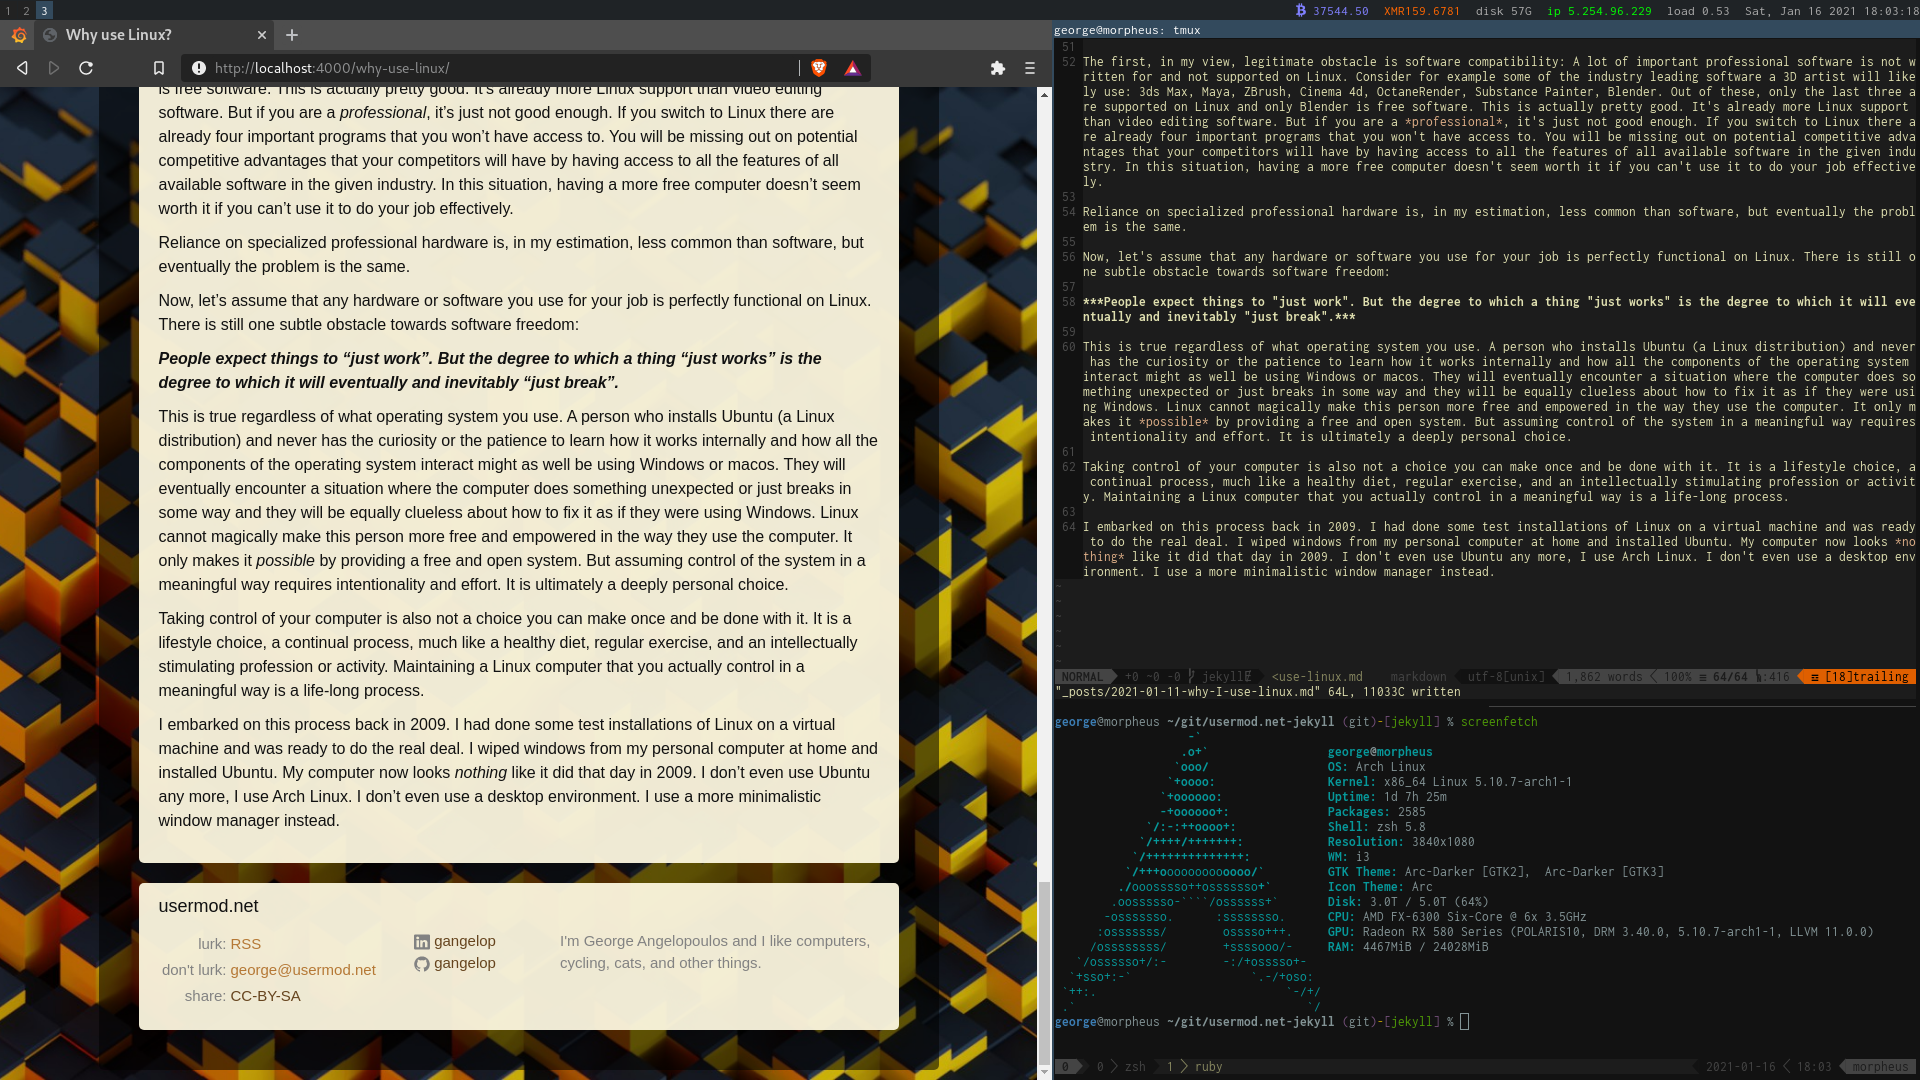 1 2 3
37544.50 XMR159.6781 disk 57G ip 5.254.96.229 load 0.53 Sat, Jan 16 2021 18:03:18
Why use Linux?
http://localhost:4000/why-use-linux/
is free software. This is actually pretty good. It's already more Linux support than video editing
software. But if you are a professional, it's just not good enough. If you switch to Linux there are
already four important programs that you won't have access to. You will be missing out on potential
competitive advantages that your competitors will have by having access to all the features of all
available software in the given industry. In this situation, having a more free computer doesn't seem
worth it if you can't use it to do your job effectively.
Reliance on specialized professional hardware is, in my estimation, less common than software, but
eventually the problem is the same.
Now, let's assume that any hardware or software you use for your job is perfectly functional on Linux.
There is still one subtle obstacle towards software freedom:
People expect things to “just work”. But the degree to which a thing “just works” is the
degree to which it will eventually and inevitably “just break”.
This is true regardless of what operating system you use. A person who installs Ubuntu (a Linux
distribution) and never has the curiosity or the patience to learn how it works internally and how all the
components of the operating system interact might as well be using Windows or macos. They will
eventually encounter a situation where the computer does something unexpected or just breaks in
some way and they will be equally clueless about how to fix it as if they were using Windows. Linux
cannot magically make this person more free and empowered in the way they use the computer. It
only makes it possible by providing a free and open system. But assuming control of the system in a
meaningful way requires intentionality and effort. It is ultimately a deeply personal choice.
Taking control of your computer is also not a choice you can make once and be done with it. It is a
lifestyle choice, a continual process, much like a healthy diet, regular exercise, and an intellectually
stimulating profession or activity. Maintaining a Linux computer that you actually control in a
meaningful way is a life-long process.
I embarked on this process back in 2009. I had done some test installations of Linux on a virtual
machine and was ready to do the real deal. I wiped windows from my personal computer at home and
installed Ubuntu. My computer now looks nothing like it did that day in 2009. I don't even use Ubuntu
any more, I use Arch Linux. I don't even use a desktop environment. I use a more minimalistic
window manager instead.
usermod.net
lurk: RSS
don't lurk: george@usermod.net
share: CC-BY-SA
gangelop
gangelop
I'm George Angelopoulos and I like computers,
cycling, cats, and other things.
george@morpheus: tmux
51
52 The first, in my view, legitimate obstacle is software compatibility: A lot of important professional software is not w
ritten for and not supported on Linux. Consider for example some of the industry leading software a 3D artist will like
ly use: 3ds Max, Maya, ZBrush, Cinema 4d, OctaneRender, Substance Painter, Blender. Out of these, only the last three a
re supported on Linux and only Blender is free software. This is actually pretty good. It's already more Linux support
than video editing software. But if you are a *professional*, it's just not good enough. If you switch to Linux there a
re already four important programs that you won't have access to. You will be missing out on potential competitive adva
ntages that your competitors will have by having access to all the features of all available software in the given indu
stry. In this situation, having a more free computer doesn't seem worth it if you can't use it to do your job effective
ly.
53
54 Reliance on specialized professional hardware is, in my estimation, less common than software, but eventually the probl
em is the same.
55
56 Now, let's assume that any hardware or software you use for your job is perfectly functional on Linux. There is still o
ne subtle obstacle towards software freedom:
57
58 ***People expect things to "just work". But the degree to which a thing "just works" is the degree to which it will eve
ntually and inevitably "just break".***
59
60 This is true regardless of what operating system you use. A person who installs Ubuntu (a Linux distribution) and never
has the curiosity or the patience to learn how it works internally and how all the components of the operating system
interact might as well be using Windows or macos. They will eventually encounter a situation where the computer does so
mething unexpected or just breaks in some way and they will be equally clueless about how to fix it as if they were usi
ng Windows. Linux cannot magically make this person more free and empowered in the way they use the computer. It only m
akes it *possible* by providing a free and open system. But assuming control of the system in a meaningful way requires
intentionality and effort. It is ultimately a deeply personal choice.
61
62 Taking control of your computer is also not a choice you can make once and be done with it. It is a lifestyle choice, a
continual process, much like a healthy diet, regular exercise, and an intellectually stimulating profession or activit
y. Maintaining a Linux computer that you actually control in a meaningful way is a life-long process.
63
64 I embarked on this process back in 2009. I had done some test installations of Linux on a virtual machine and was ready
to do the real deal. I wiped windows from my personal computer at home and installed Ubuntu. My computer now looks *no
thing* like it did that day in 2009. I don't even use Ubuntu any more, I use Arch Linux. I don't even use a desktop env
ironment. I use a more minimalistic window manager instead.
NORMAL +0 ~0 -0 jekyll <use-linux.md markdown utf-8[unix] 1,862 words 100% 64/64 :416 [18]trailing
"_posts/2021-01-11-why-I-use-linux.md" 64L, 11033C written
george@morpheus ~/git/usermod.net-jekyll (git)-[jekyll] % screenfetch
george@morpheus
OS: Arch Linux
Kernel: x86_64 Linux 5.10.7-arch1-1
Uptime: 1d 7h 25m
Packages: 2585
Shell: zsh 5.8
Resolution: 3840x1080
WM: i3
GTK Theme: Arc-Darker [GTK2], Arc-Darker [GTK3]
Icon Theme: Arc
Disk: 3.0T / 5.0T (64%)
CPU: AMD FX-6300 Six-Core @ 6x 3.5GHz
GPU: Radeon RX 580 Series (POLARIS10, DRM 3.40.0, 5.10.7-arch1-1, LLVM 11.0.0)
RAM: 4467MiB / 24028MiB
george@morpheus ~/git/usermod.net-jekyll (git)-[jekyll] %
0 0 zsh 1 ruby 2021-01-16 18:03 morpheus